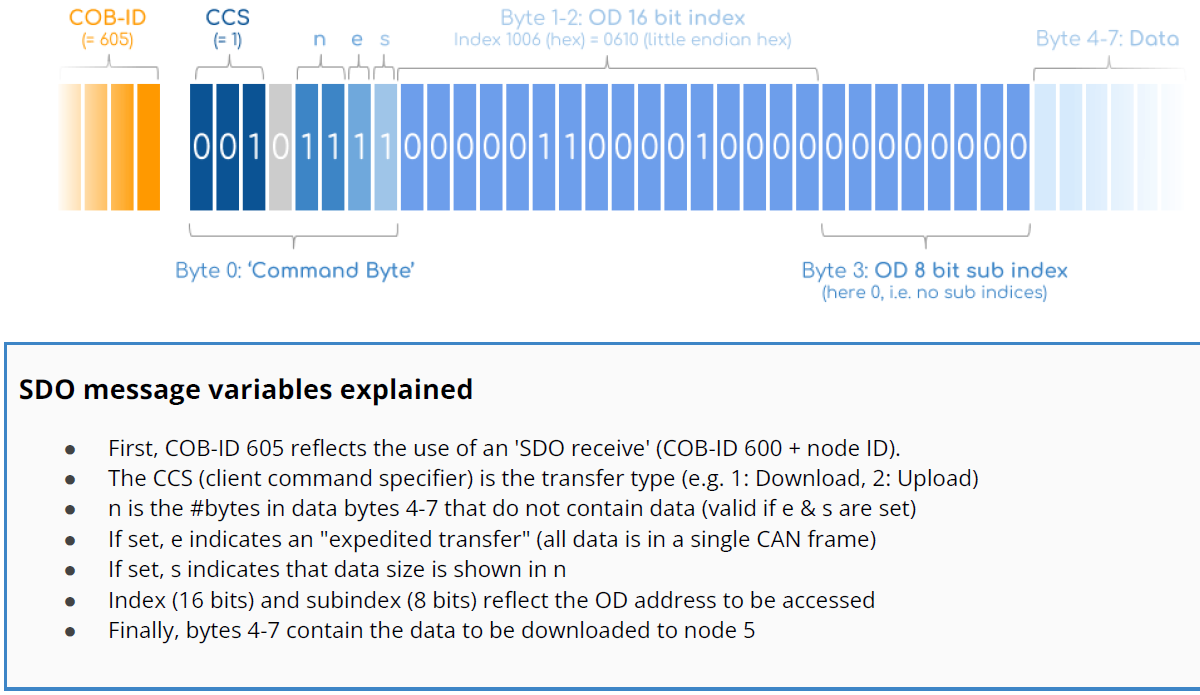 COB-ID
(= 605)
CCS
(= 1)
n e s
Byte 1-2: OD 16 bit index
Index 1006 (hex) = 0610 (little endian hex)
Byte 4-7: Data
0 0 1 0 1 1 1 1 0 0 0 0 0 1 1 0 0 0 0 1 0 0 0 0 0 0 0 0 0 0 0 0
Byte 0: ‘Command Byte’
Byte 3: OD 8 bit sub index
(here 0, i.e. no sub indices)
SDO message variables explained
• First, COB-ID 605 reflects the use of an 'SDO receive' (COB-ID 600 + node ID).
• The CCS (client command specifier) is the transfer type (e.g. 1: Download, 2: Upload)
• n is the #bytes in data bytes 4-7 that do not contain data (valid if e & s are set)
• If set, e indicates an "expedited transfer" (all data is in a single CAN frame)
• If set, s indicates that data size is shown in n
• Index (16 bits) and subindex (8 bits) reflect the OD address to be accessed
• Finally, bytes 4-7 contain the data to be downloaded to node 5